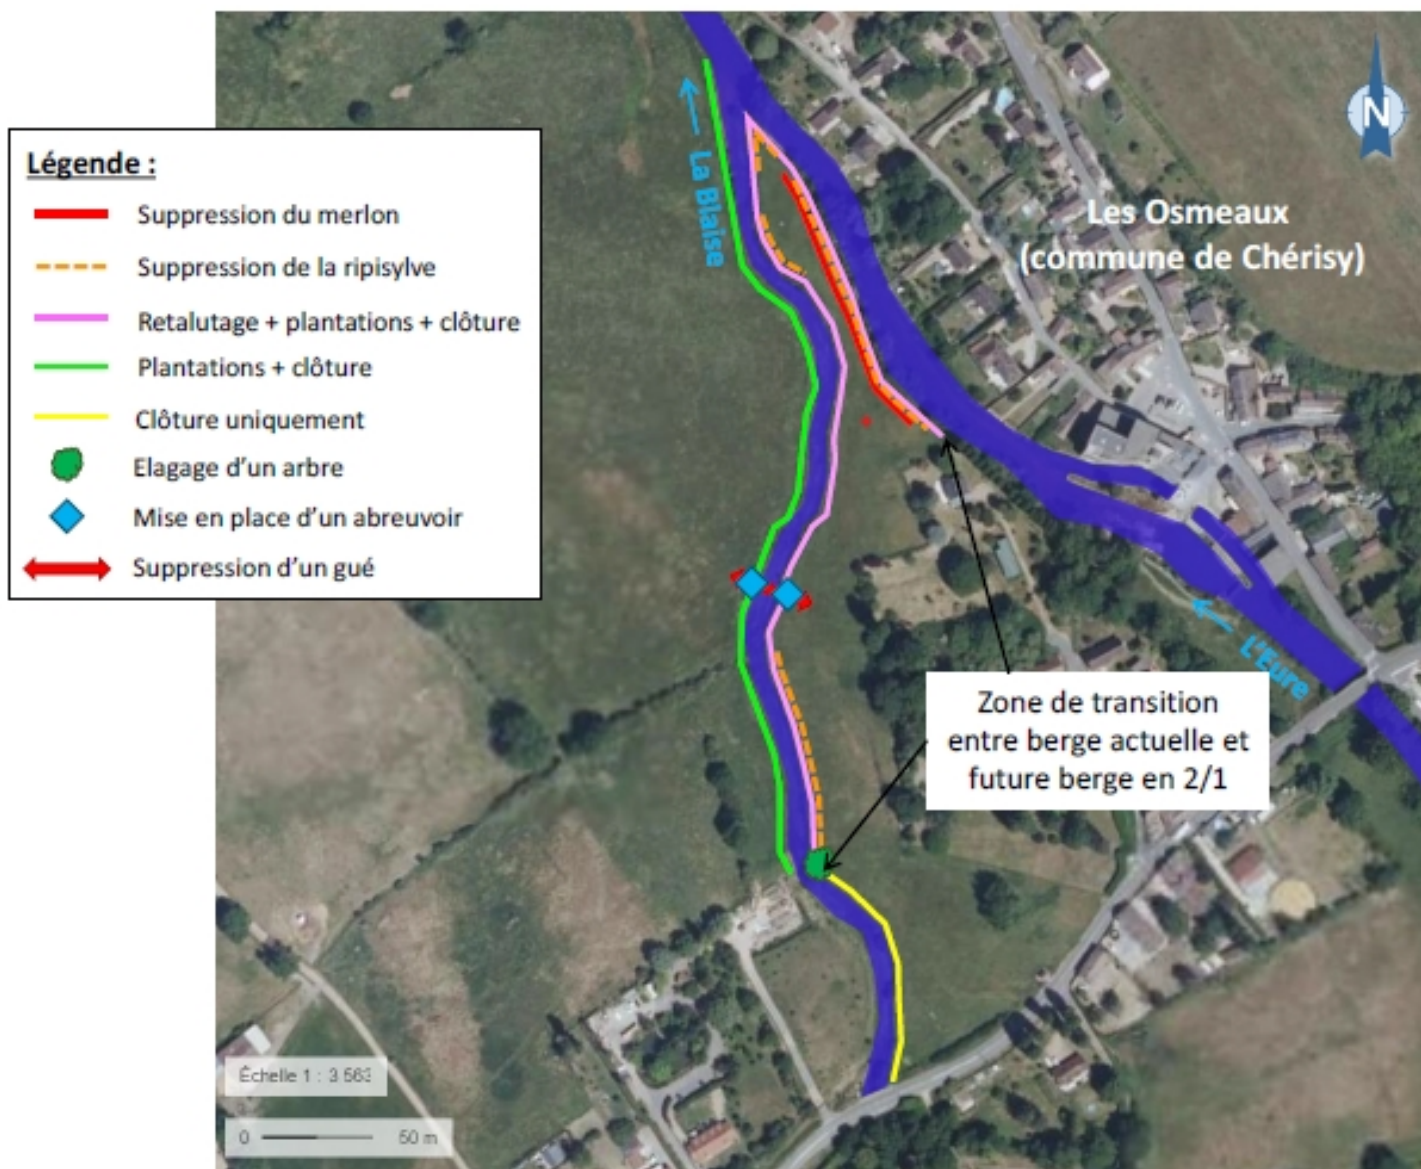 Légende :
Suppression du merlon
Suppression de la ripisylve
Retalutage + plantations + clôture
Plantations + clôture
Clôture uniquement
Elagage d'un arbre
Mise en place d'un abreuvoir
Suppression d'un gué
La Blaise
N
Les Osmeaux
(commune de Chérisy)
L'Eure
Zone de transition
entre berge actuelle et
future berge en 2/1
Échelle 1 : 3 563
0 50 m